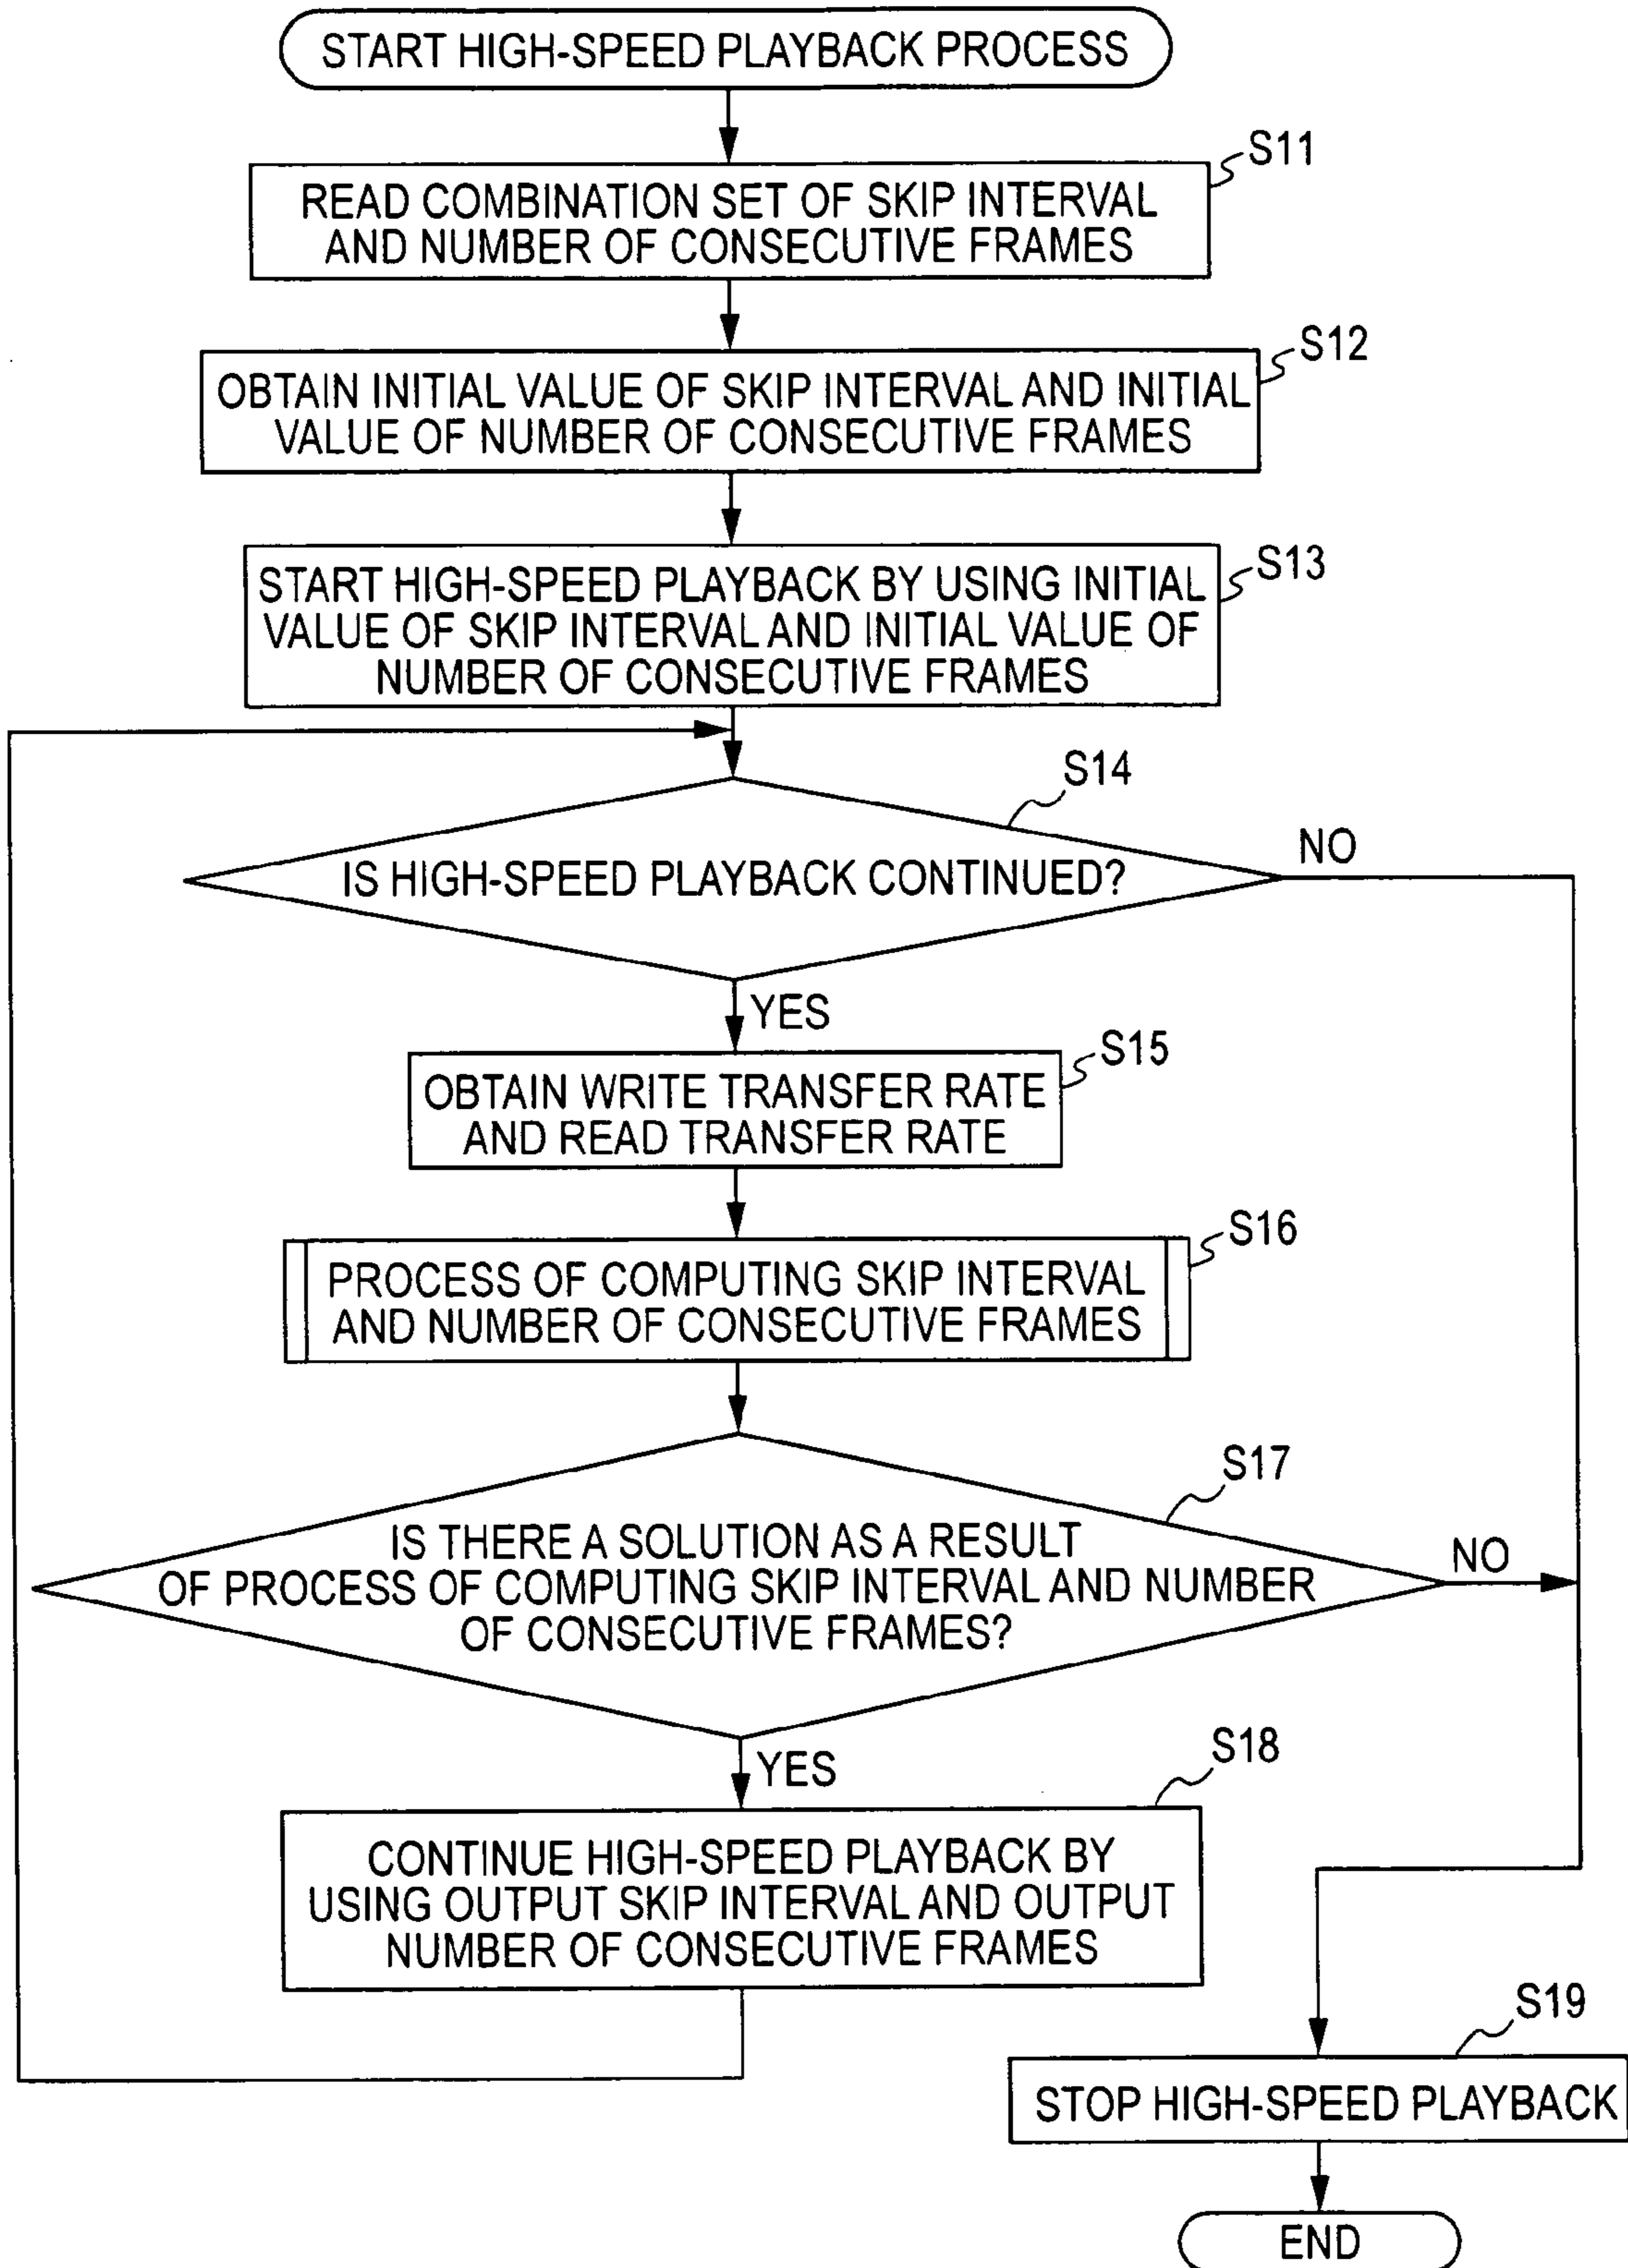 START HIGH-SPEED PLAYBACK PROCESS
S11
READ COMBINATION SET OF SKIP INTERVAL
AND NUMBER OF CONSECUTIVE FRAMES
S12
OBTAIN INITIAL VALUE OF SKIP INTERVAL AND INITIAL
VALUE OF NUMBER OF CONSECUTIVE FRAMES
S13
START HIGH-SPEED PLAYBACK BY USING INITIAL
VALUE OF SKIP INTERVAL AND INITIAL VALUE OF
NUMBER OF CONSECUTIVE FRAMES
S14
NO
IS HIGH-SPEED PLAYBACK CONTINUED?
YES
S15
OBTAIN WRITE TRANSFER RATE
AND READ TRANSFER RATE
S16
PROCESS OF COMPUTING SKIP INTERVAL
AND NUMBER OF CONSECUTIVE FRAMES
S17
IS THERE A SOLUTION AS A RESULT
OF PROCESS OF COMPUTING SKIP INTERVAL AND NUMBER
OF CONSECUTIVE FRAMES?
NO
YES
S18
CONTINUE HIGH-SPEED PLAYBACK BY
USING OUTPUT SKIP INTERVAL AND OUTPUT
NUMBER OF CONSECUTIVE FRAMES
S19
STOP HIGH-SPEED PLAYBACK
END